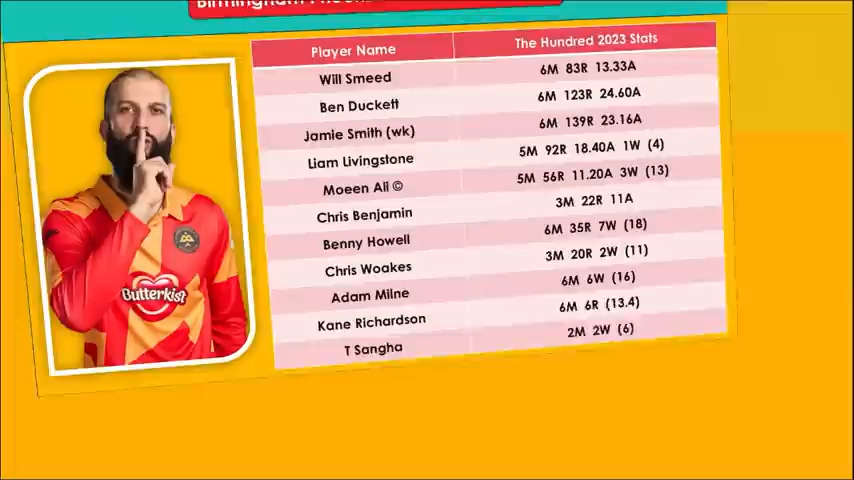 Birmingham Phoenix
Player Name The Hundred 2023 Stats
Will Smeed 6M 83R 13.33A
Ben Duckett 6M 123R 24.60A
Jamie Smith (wk) 6M 139R 23.16A
Liam Livingstone 5M 92R 18.40A 1W (4)
Moeen Ali © 5M 56R 11.20A 3W (13)
Chris Benjamin 3M 22R 11A
Benny Howell 6M 35R 7W (18)
Chris Woakes 3M 20R 2W (11)
Adam Milne 6M 6W (16)
Kane Richardson 6M 6R (13.4)
T Sangha 2M 2W (6)
Butterkist